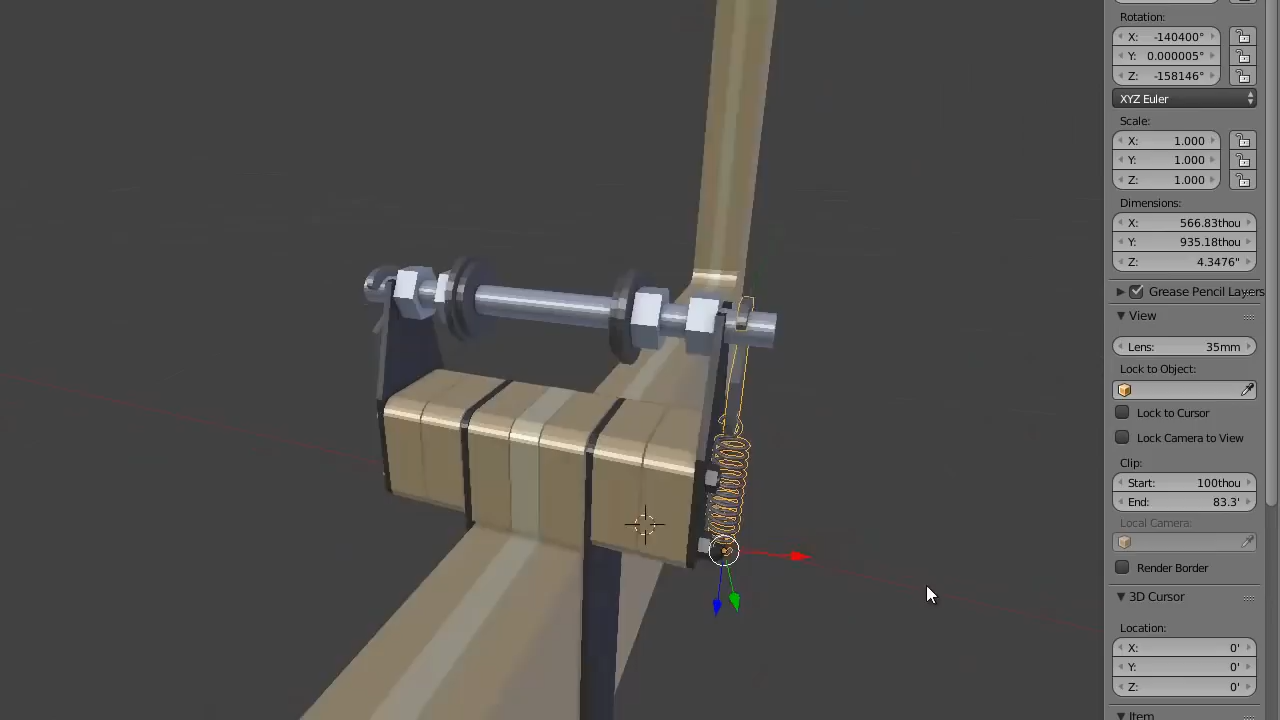 Rotation:
X: -140400°
Y: 0.000005°
Z: -158146°
XYZ Euler
Scale:
X: 1.000
Y: 1.000
Z: 1.000
Dimensions:
X: 566.83thou
Y: 935.18thou
Z: 4.3476"
Grease Pencil Layers
View
Lens: 35mm
Lock to Object:
Lock to Cursor
Lock Camera to View
Clip:
Start: 100thou
End: 83.3'
Local Camera:
Render Border
3D Cursor
Location:
X: 0'
Y: 0'
Z: 0'
Item